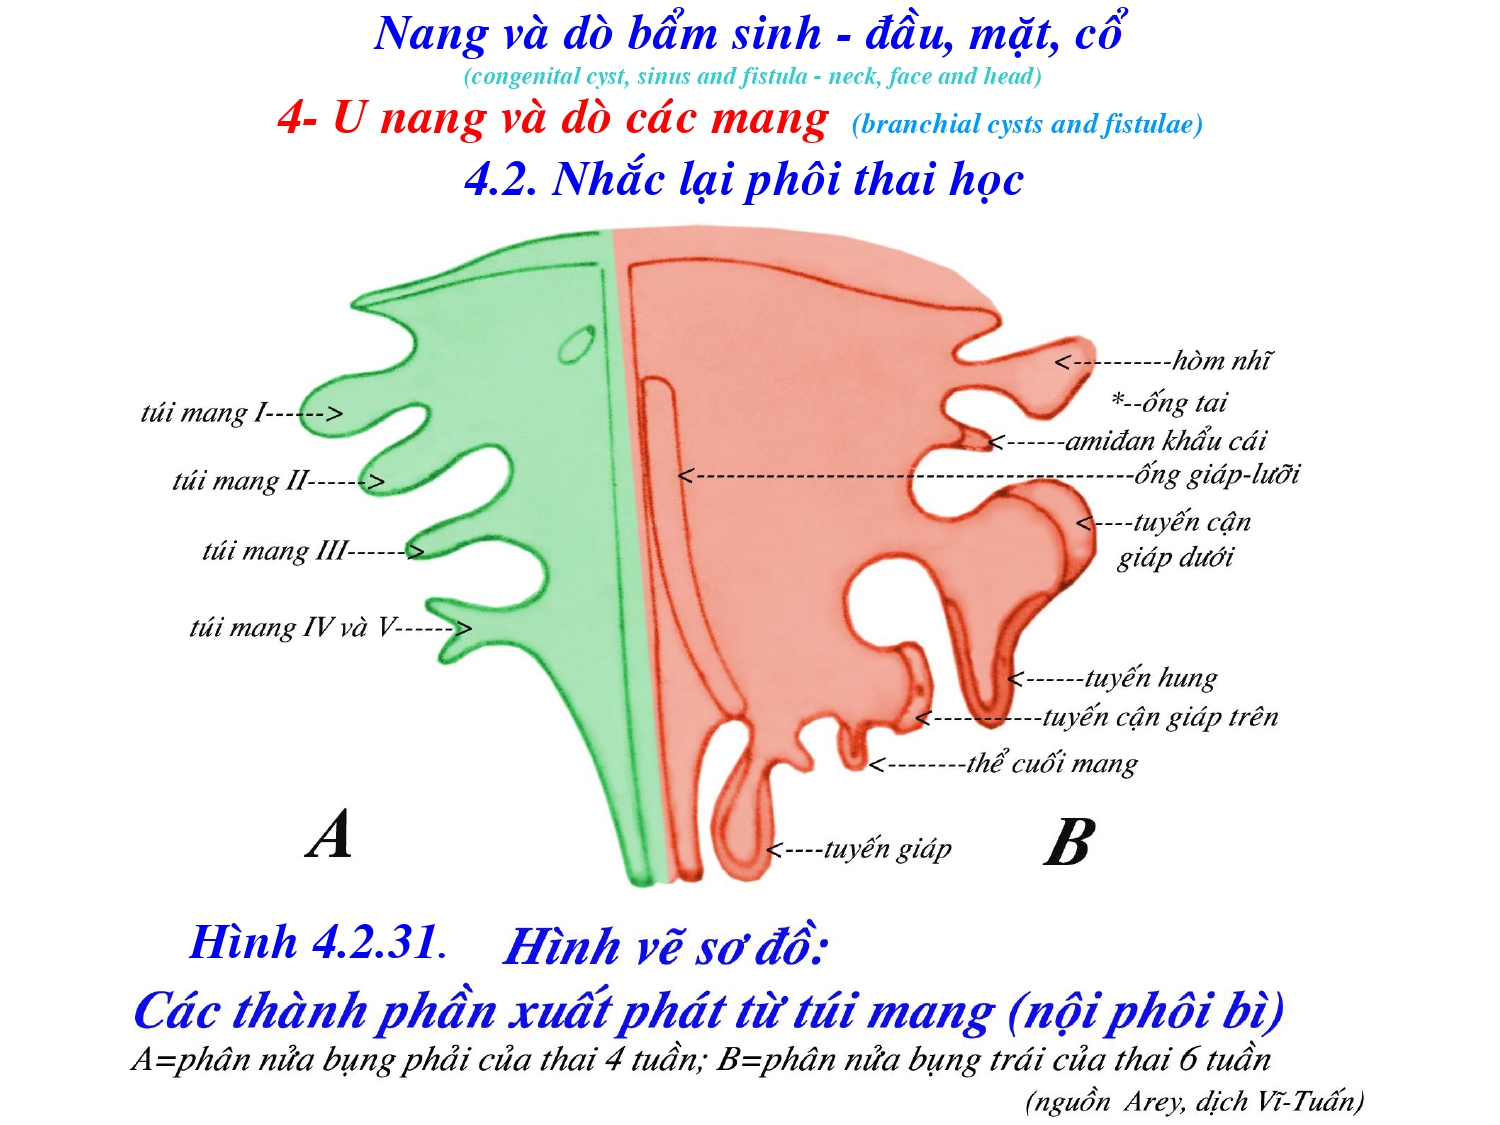 Nang và dò bẩm sinh - đầu, mặt, cổ
(congenital cyst, sinus and fistula - neck, face and head)
4- U nang và dò các mang (branchial cysts and fistulae)
4.2. Nhắc lại phôi thai học
<----------hòm nhĩ
túi mang I------>
*--ống tai
<------amiđan khẩu cái
túi mang II------>
<--------------------------------------------ống giáp-lưỡi
<----tuyến cận
giáp dưới
túi mang III------>
túi mang IV và V------>
<------tuyến hung
<-----------tuyến cận giáp trên
<--------thể cuối mang
A
B
<----tuyến giáp
Hình 4.2.31. Hình vẽ sơ đồ:
Các thành phần xuất phát từ túi mang (nội phôi bì)
A=phân nửa bụng phải của thai 4 tuần; B=phân nửa bụng trái của thai 6 tuần
(nguồn Arey, dịch Vĩ-Tuấn)